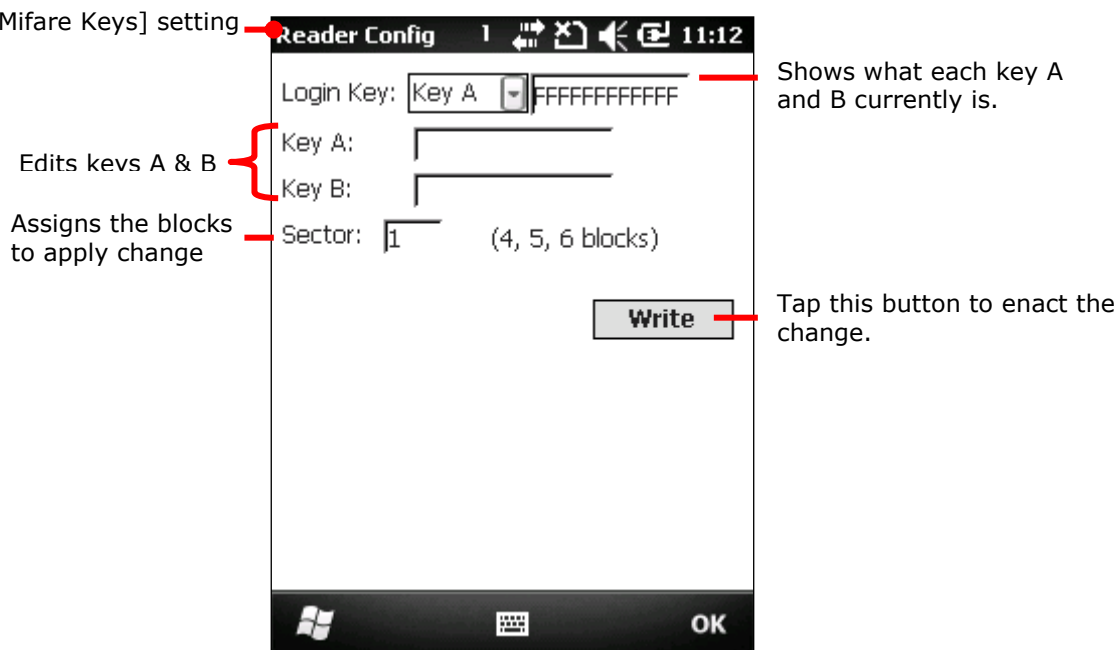 Mifare Keys] setting
Reader Config 11:12
Login Key: Key A FFFFFFFFFFFF
Shows what each key A
and B currently is.
Key A:
Edits keys A & B
Key B:
Assigns the blocks
to apply change
Sector: 1 (4, 5, 6 blocks)
Write
Tap this button to enact the
change.
OK